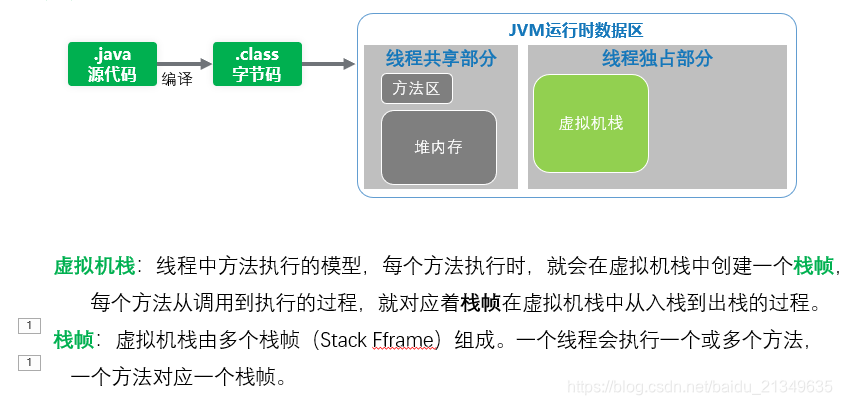 JVM运行时数据区
.java
源代码
编译
.class
字节码
线程共享部分
方法区
堆内存
线程独占部分
虚拟机栈
虚拟机栈：线程中方法执行的模型，每个方法执行时，就会在虚拟机栈中创建一个栈帧，
每个方法从调用到执行的过程，就对应着栈帧在虚拟机栈中从入栈到出栈的过程。
1
栈帧：虚拟机栈由多个栈帧（Stack Fframe）组成。一个线程会执行一个或多个方法，
1
一个方法对应一个栈帧。
https://blog.csdn.net/baidu_21349635